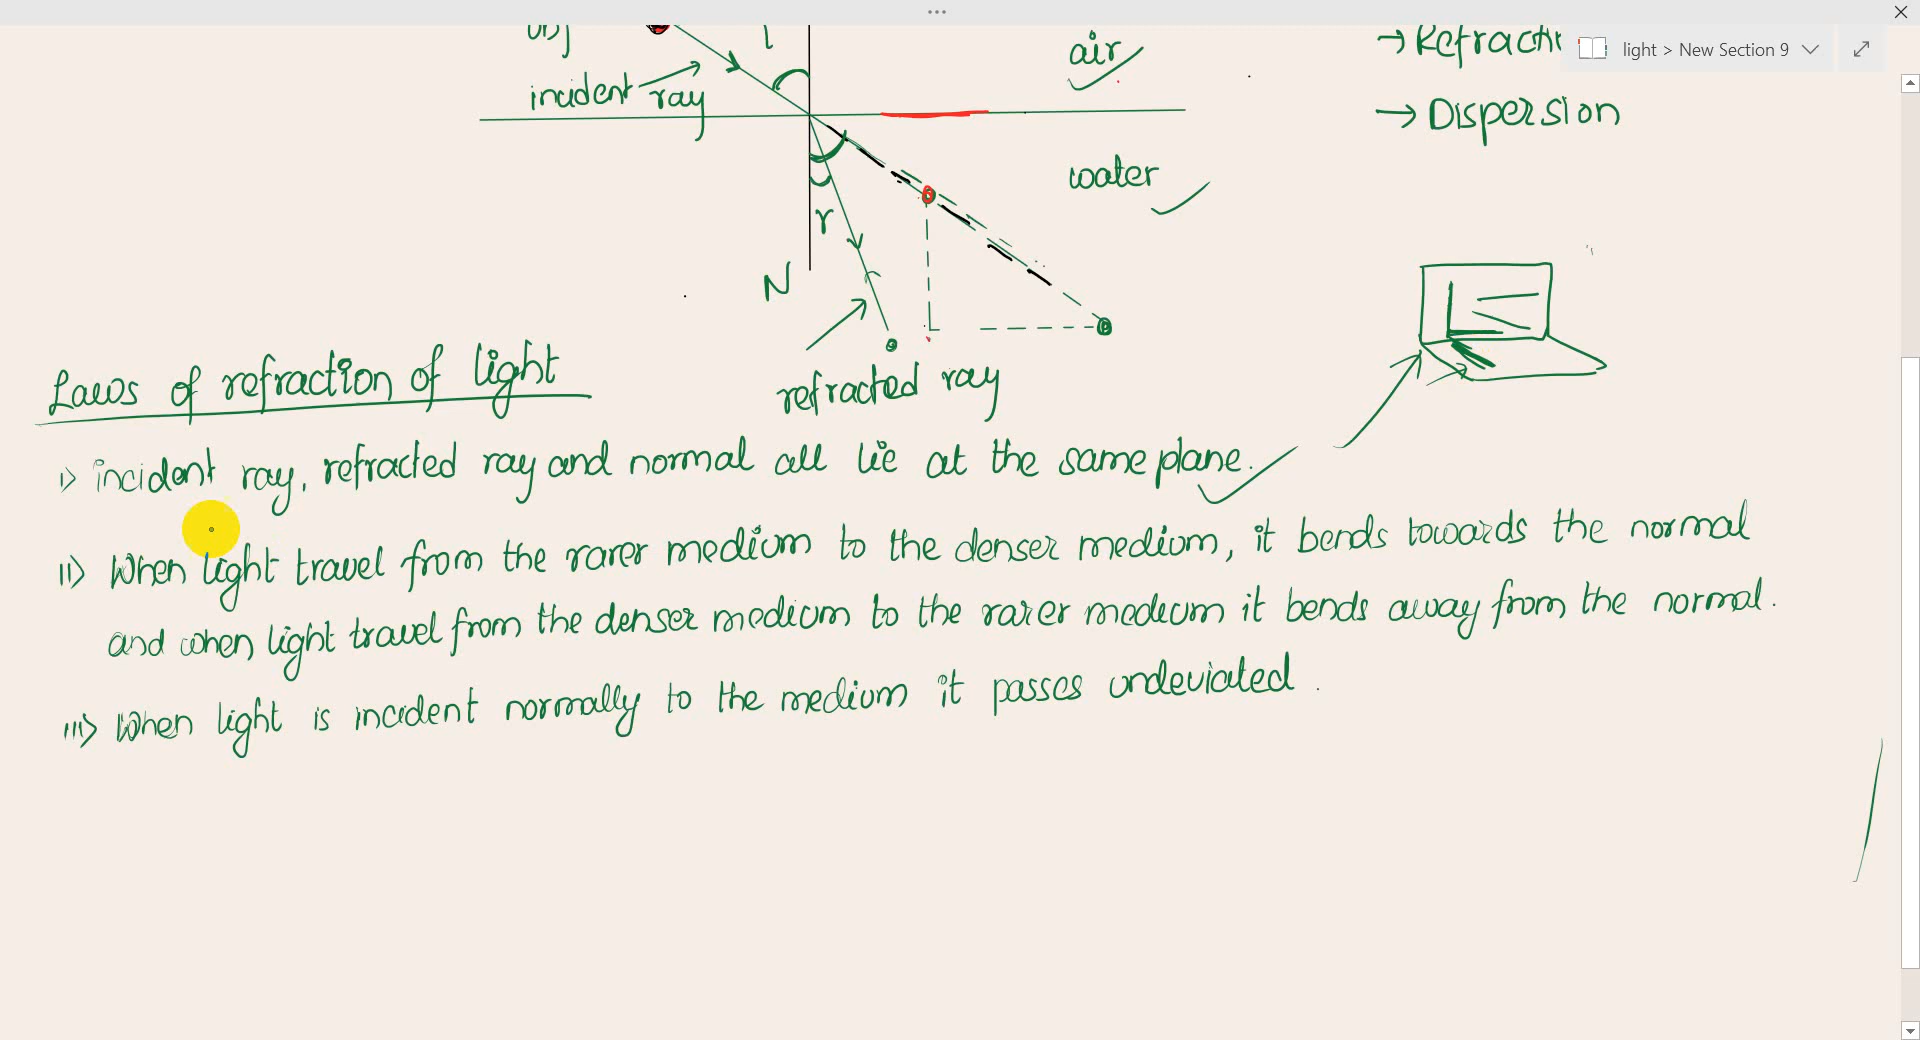 obj
i
air
→ Refracti
light > New Section 9
incident ray
→ Dispersion
water
r
N
refracted ray
Laws of refraction of light
i) incident ray, refracted ray and normal all lie at the same plane.
ii) When light travel from the rarer medium to the denser medium, it bends towards the normal
and when light travel from the denser medium to the rarer medium it bends away from the normal.
iii) When light is incident normally to the medium it passes undeviated.